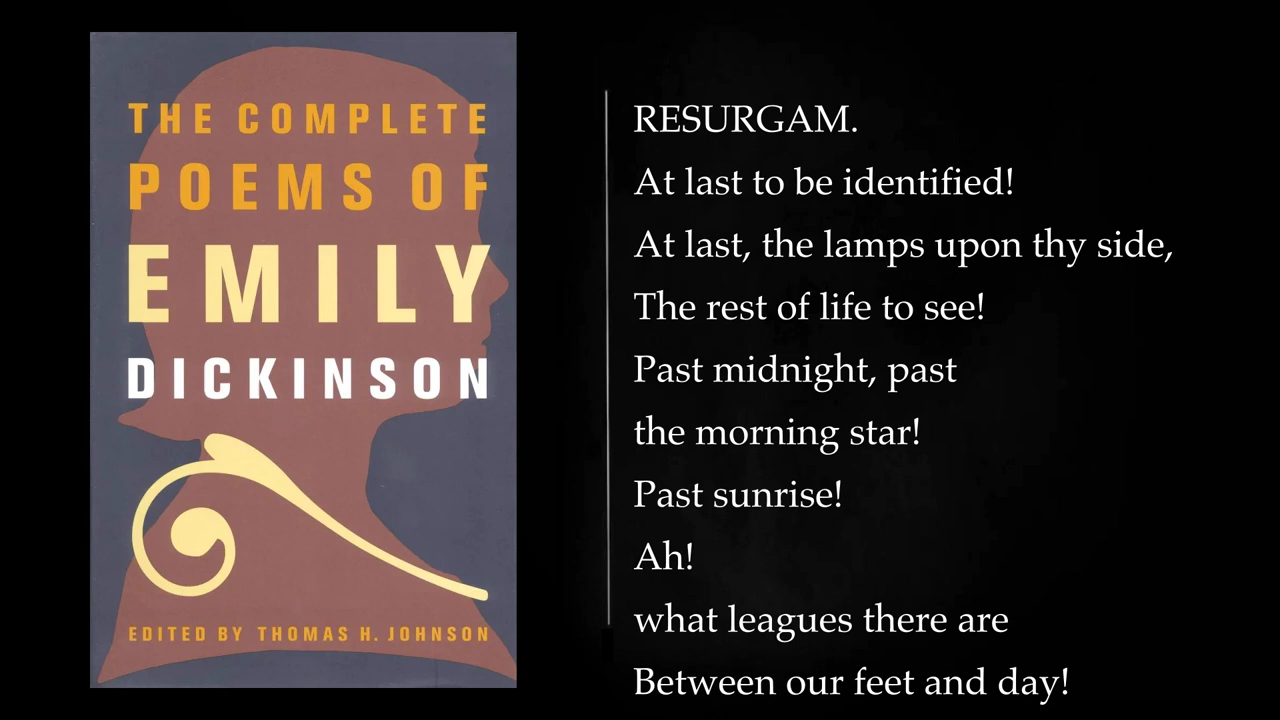 THE COMPLETE
POEMS OF
EMILY
DICKINSON
EDITED BY THOMAS H. JOHNSON
RESURGAM.
At last to be identified!
At last, the lamps upon thy side,
The rest of life to see!
Past midnight, past
the morning star!
Past sunrise!
Ah!
what leagues there are
Between our feet and day!